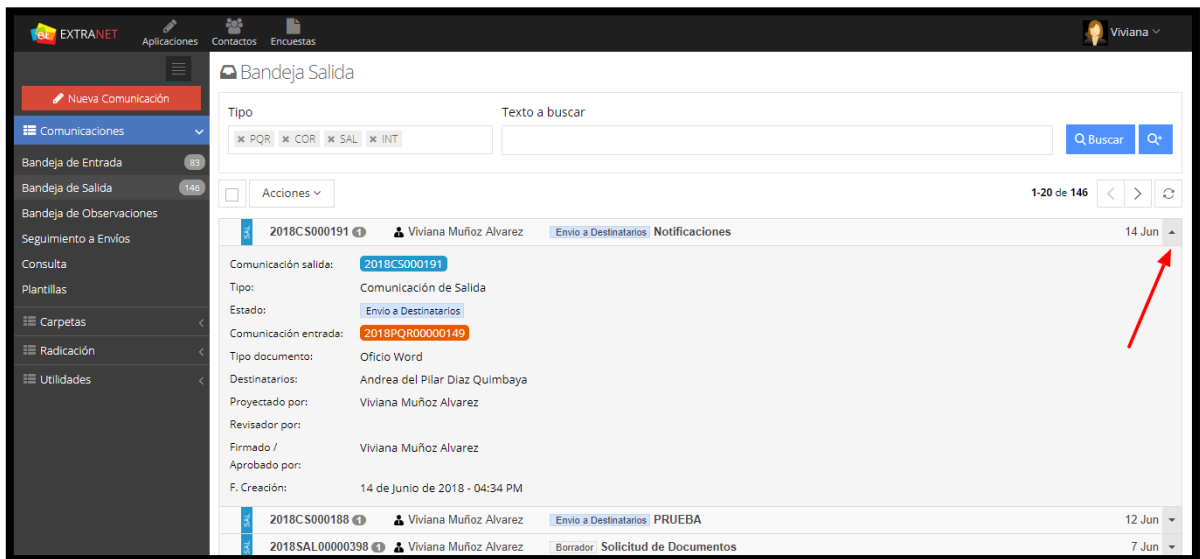 EXTRANET
Aplicaciones Contactos Encuestas
Viviana
Nueva Comunicación
Comunicaciones
Bandeja de Entrada 83
Bandeja de Salida 146
Bandeja de Observaciones
Seguimiento a Envíos
Consulta
Plantillas
Carpetas
Radicación
Utilidades
Bandeja Salida
Tipo Texto a buscar
PQR COR SAL INT
Buscar
Acciones 1-20 de 146
SAL 2018CS000191 1 Viviana Muñoz Alvarez Envio a Destinatarios Notificaciones 14 Jun
Comunicación salida: 2018CS000191
Tipo: Comunicación de Salida
Estado: Envio a Destinatarios
Comunicación entrada: 2018PQR00000149
Tipo documento: Oficio Word
Destinatarios: Andrea del Pilar Diaz Quimbaya
Proyectado por: Viviana Muñoz Alvarez
Revisador por:
Firmado / Viviana Muñoz Alvarez
Aprobado por:
F. Creación: 14 de Junio de 2018 - 04:34 PM
SAL 2018CS000188 1 Viviana Muñoz Alvarez Envio a Destinatarios PRUEBA 12 Jun
SAL 2018SAL00000398 1 Viviana Muñoz Alvarez Borrador Solicitud de Documentos 7 Jun